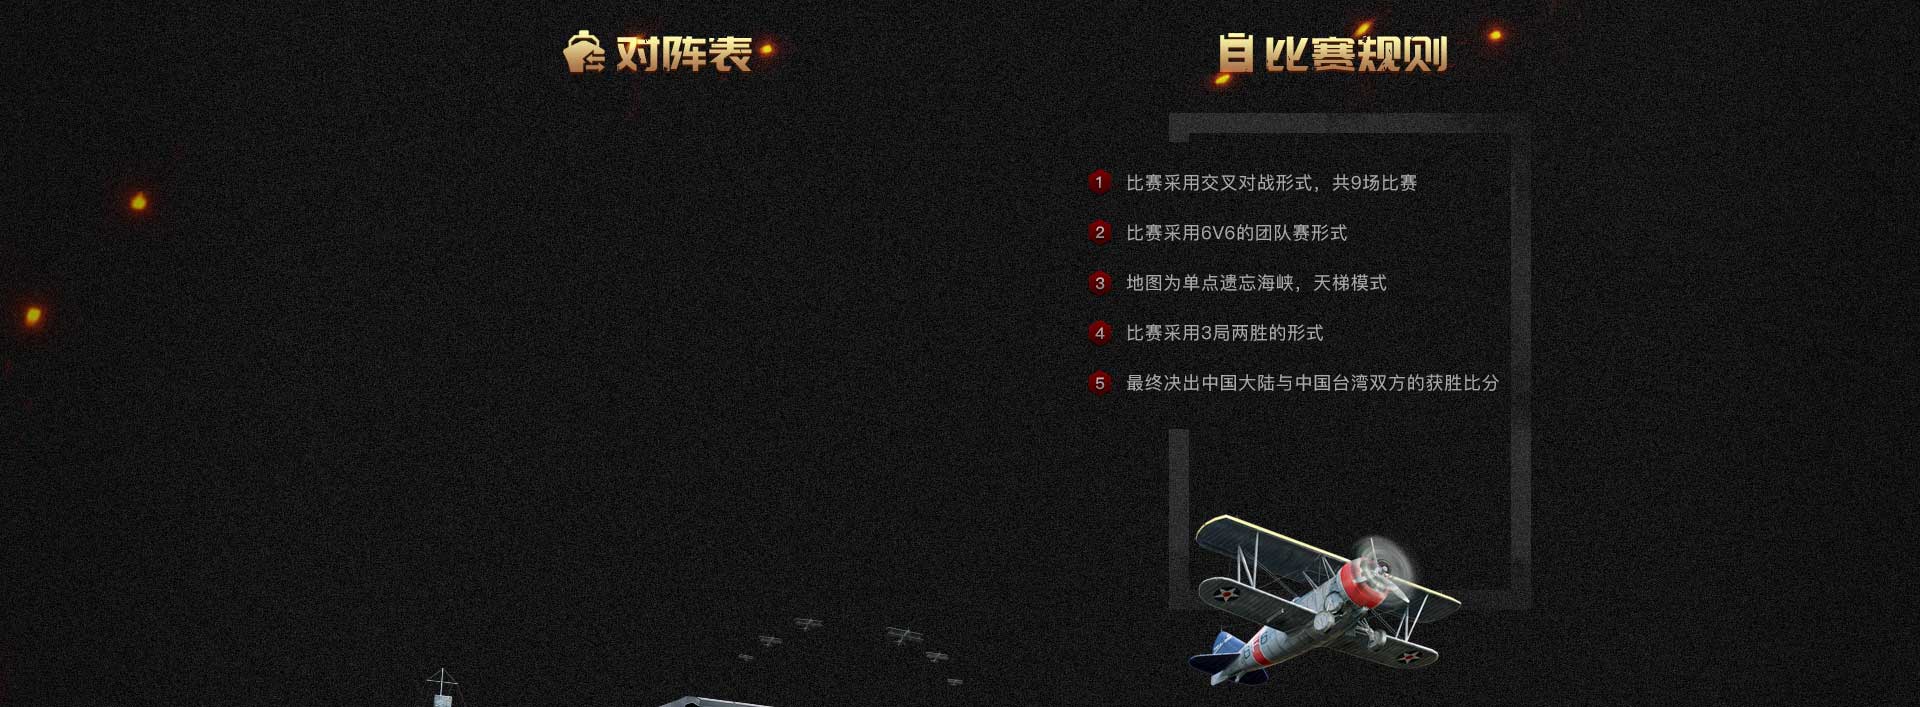 对阵表
比赛规则
1 比赛采用交叉对战形式，共9场比赛
2 比赛采用6V6的团队赛形式
3 地图为单点遗忘海峡，天梯模式
4 比赛采用3局两胜的形式
5 最终决出中国大陆与中国台湾双方的获胜比分